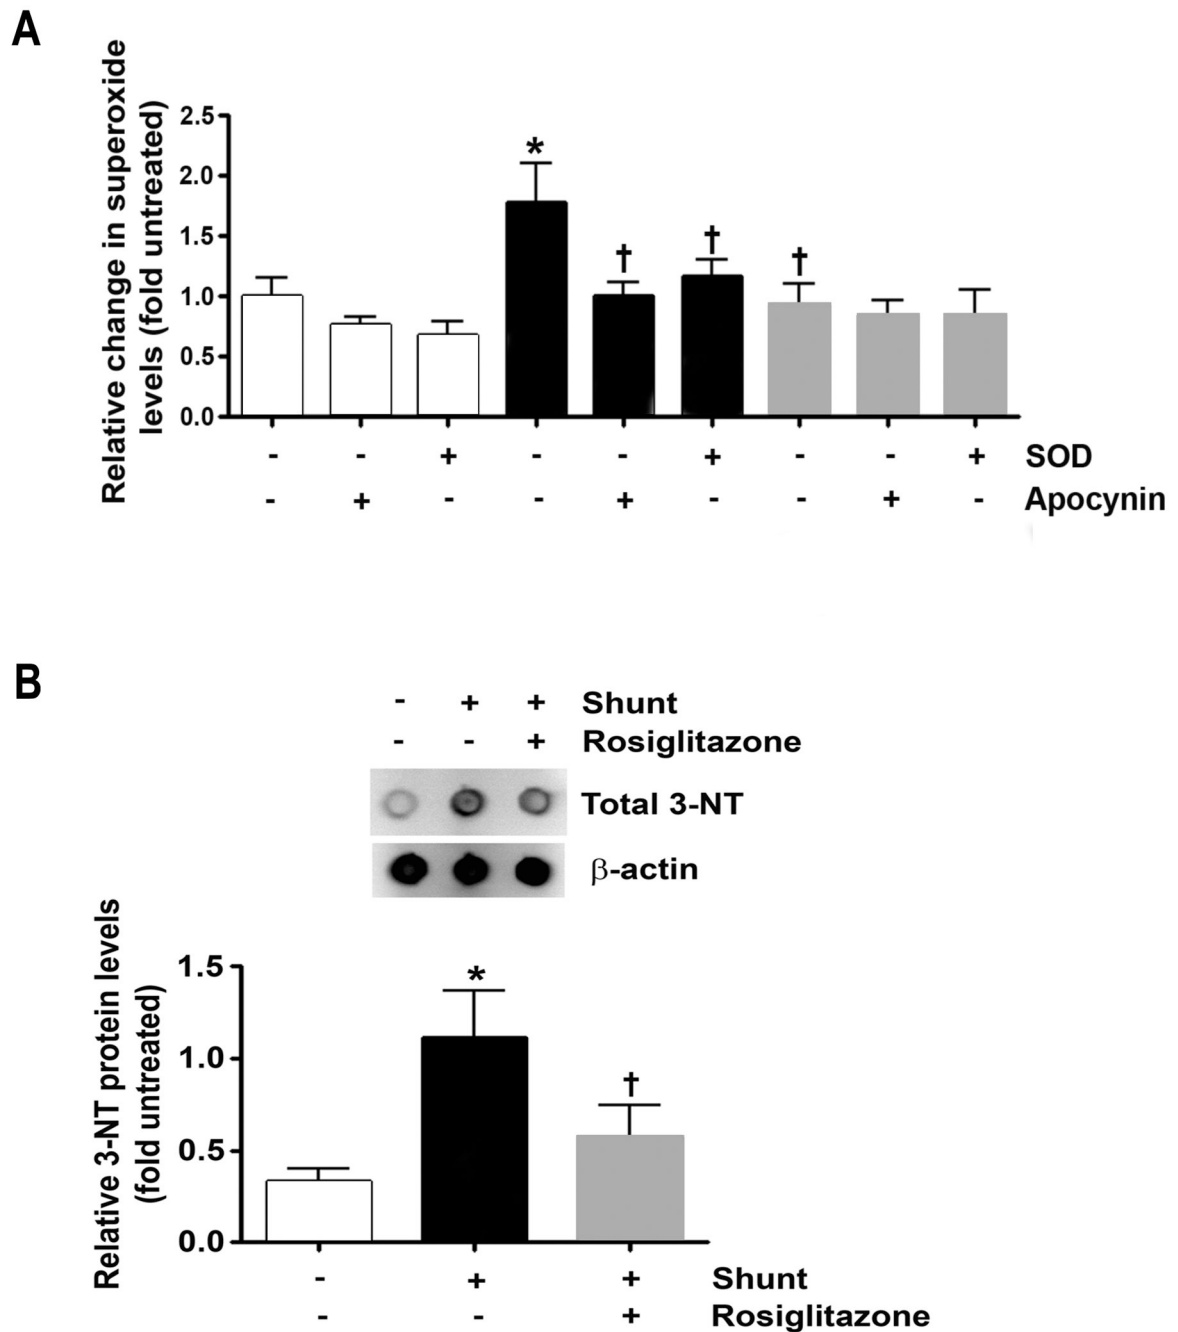 A
Relative change in superoxide
levels (fold untreated)
2.5
2.0
1.5
1.0
0.5
0.0
*
†
†
†
- - + - - + - - + SOD
- + - - + - - + - Apocynin
B
- + + Shunt
- - + Rosiglitazone
Total 3-NT
β-actin
Relative 3-NT protein levels
(fold untreated)
1.5
1.0
0.5
0.0
*
†
- + + Shunt
- - + Rosiglitazone